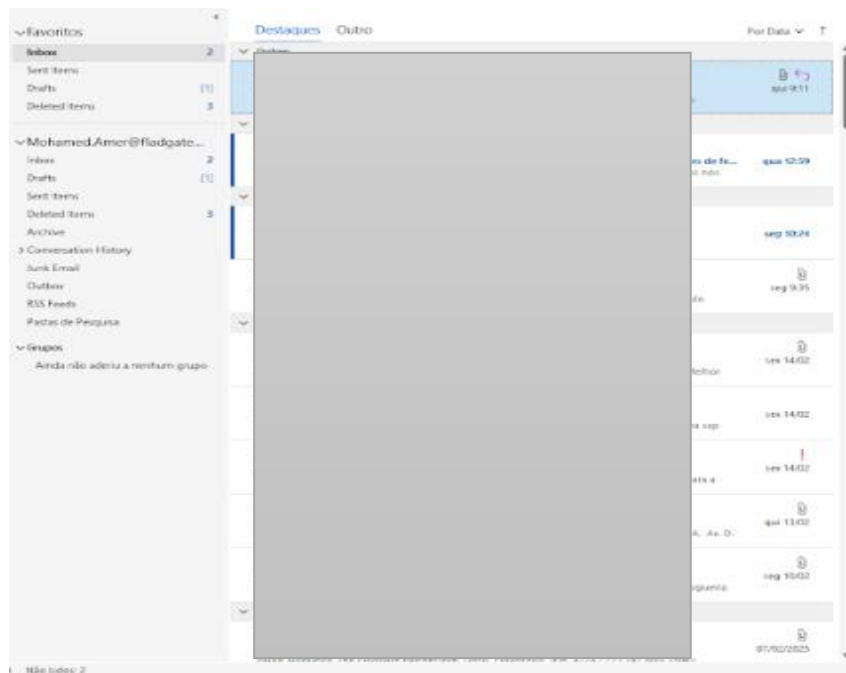 Favoritos
Inbox 2
Sent Items
Drafts [1]
Deleted Items 3
Mohamed.Amer@fladgate...
Inbox 2
Drafts [1]
Sent Items
Deleted Items 3
Archive
Conversation History
Junk Email
Outbox
RSS Feeds
Pastas de Pesquisa
Grupos
Ainda não aderiu a nenhum grupo
Não lidos: 2
Destaques Outro Por Data
qui 9:11
qua 12:59
seg 10:24
seg 9:35
sex 14/02
sex 14/02
sex 14/02
qui 13/02
A. Av. D.
seg 10/02
07/02/2025